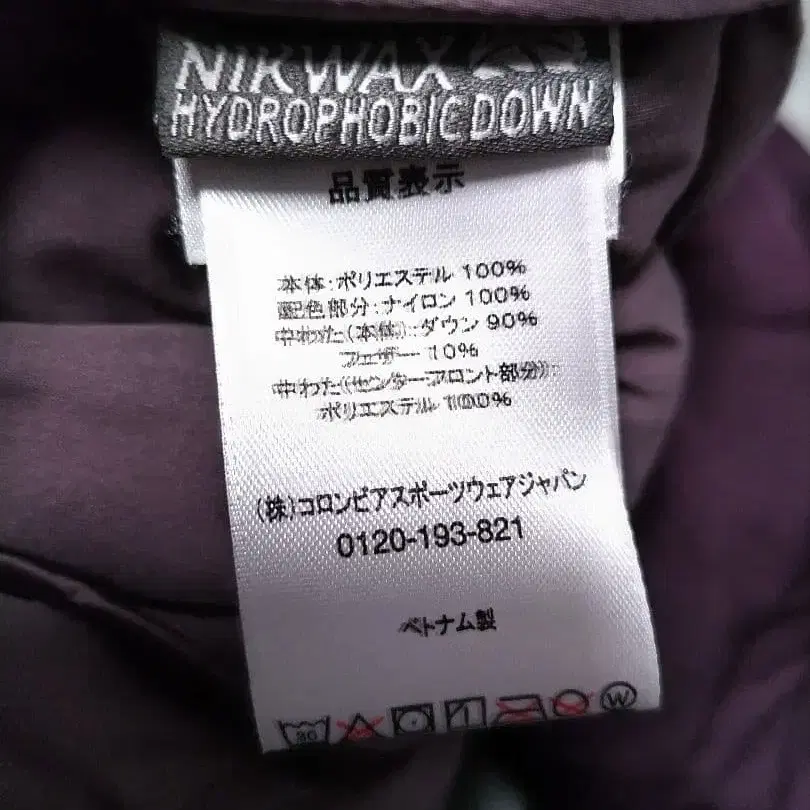 NIKWAX
HYDROPHOBIC DOWN
品質表示
本体:ポリエステル 100%
配色部分:ナイロン 100%
中わた(本体):ダウン 90%
フェザー 10%
中わた(センターフロント部分):
ポリエステル 100%
(株)コロンビアスポーツウェアジャパン
0120-193-821
ベトナム製
30
W